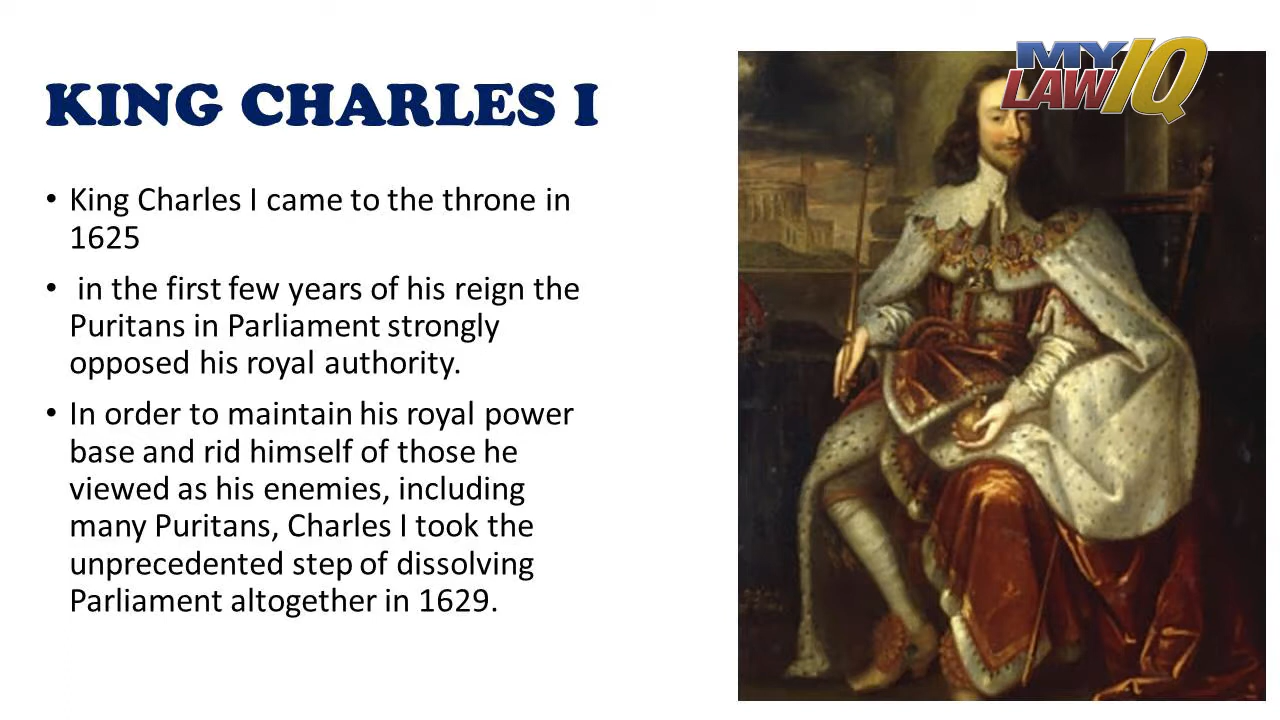 MY
LAW IQ
KING CHARLES I
• King Charles I came to the throne in
1625
• in the first few years of his reign the
Puritans in Parliament strongly
opposed his royal authority.
• In order to maintain his royal power
base and rid himself of those he
viewed as his enemies, including
many Puritans, Charles I took the
unprecedented step of dissolving
Parliament altogether in 1629.